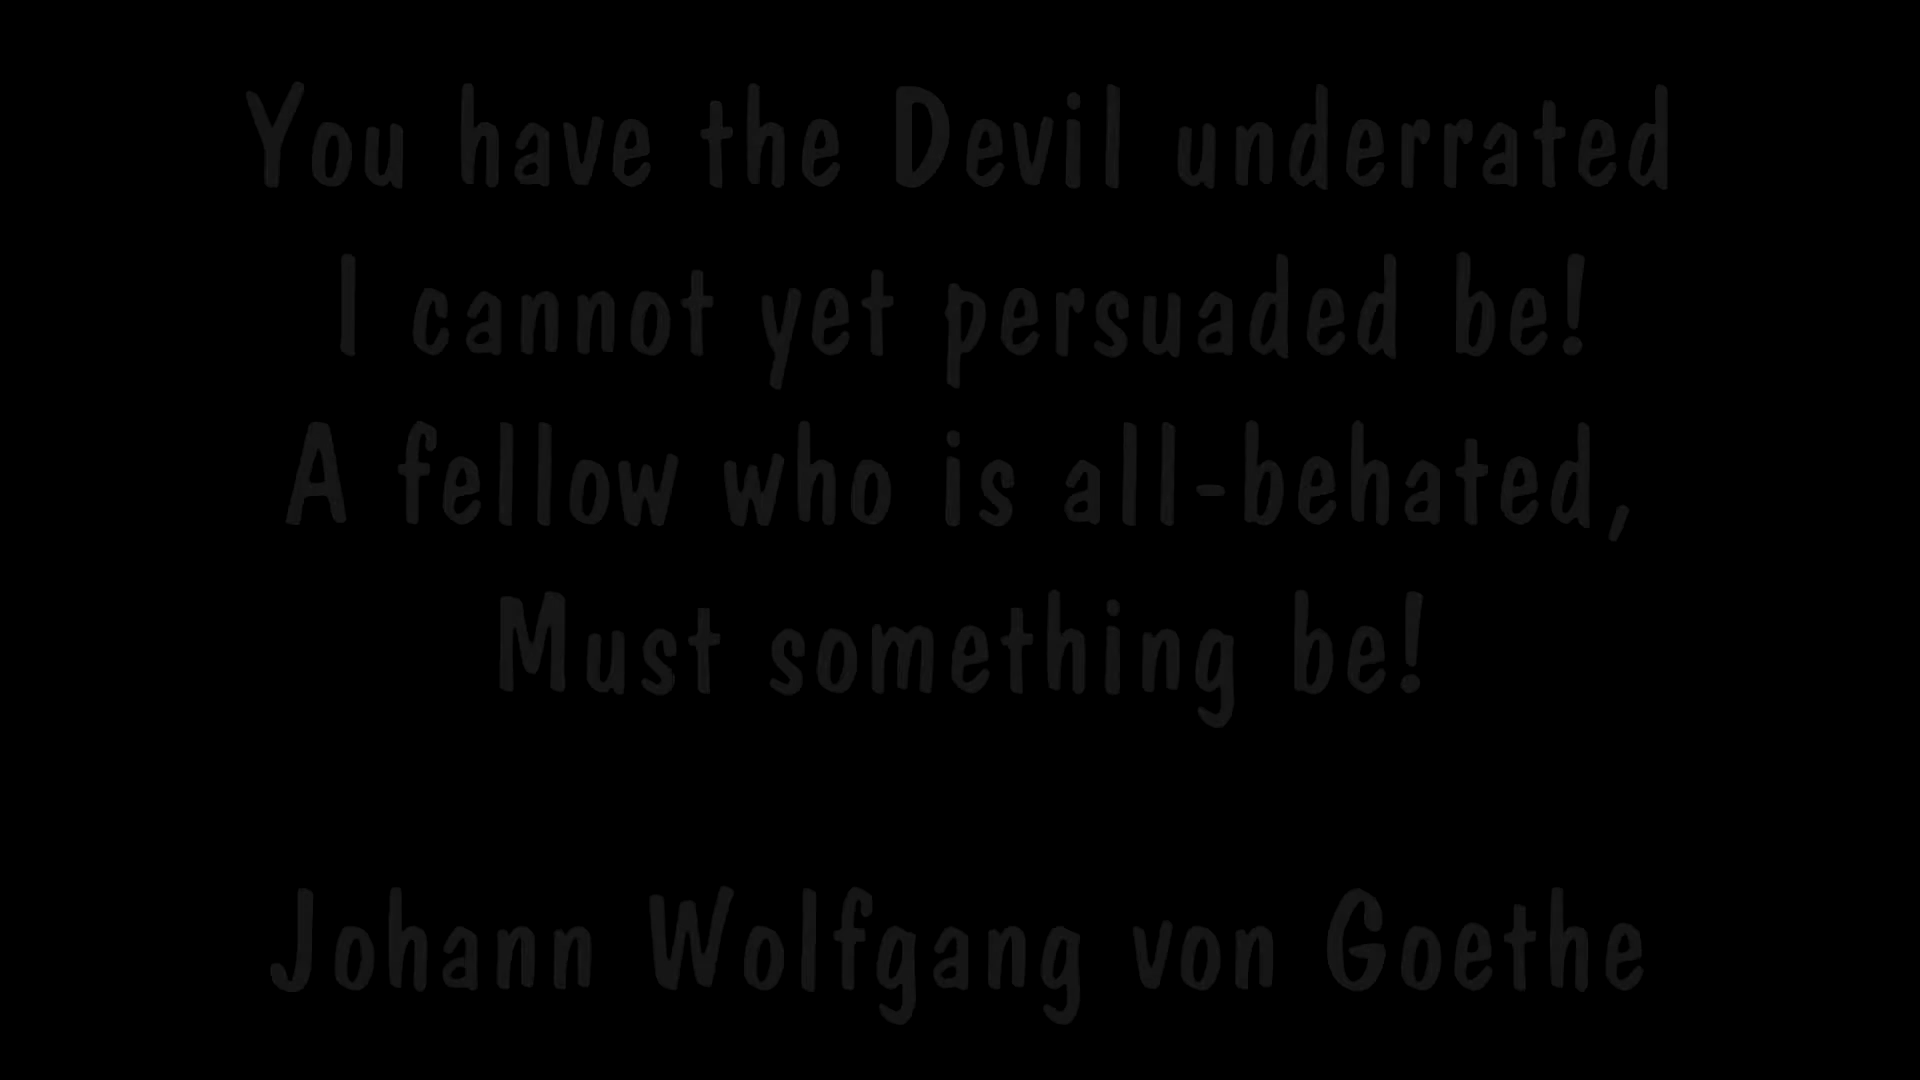 You have the Devil underrated
I cannot yet persuaded be!
A fellow who is all-behated,
Must something be!
Johann Wolfgang von Goethe